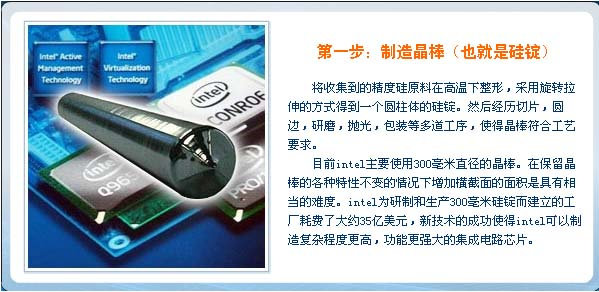 Intel® Active
Management
Technology
Intel®
Virtualization
Technology
intel
CONROE
intel
Q965
第一步：制造晶棒（也就是硅锭）
将收集到的精度硅原料在高温下整形，采用旋转拉
伸的方式得到一个圆柱体的硅锭。然后经历切片，圆
边，研磨，抛光，包装等多道工序，使得晶棒符合工艺
要求。
目前intel主要使用300毫米直径的晶棒。在保留晶
棒的各种特性不变的情况下增加横截面的面积是具有相
当的难度。intel为研制和生产300毫米硅锭而建立的工
厂耗费了大约35亿美元，新技术的成功使得intel可以制
造复杂程度更高，功能更强大的集成电路芯片。